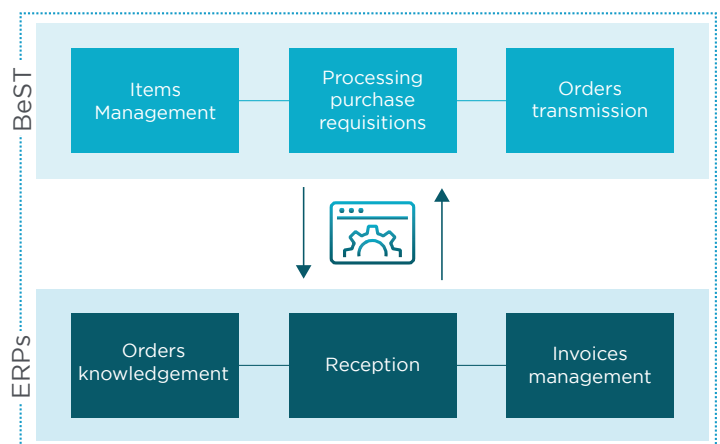 BeST
Items
Management
Processing
purchase
requisitions
Orders
transmission
ERPs
Orders
knowledgement
Reception
Invoices
management